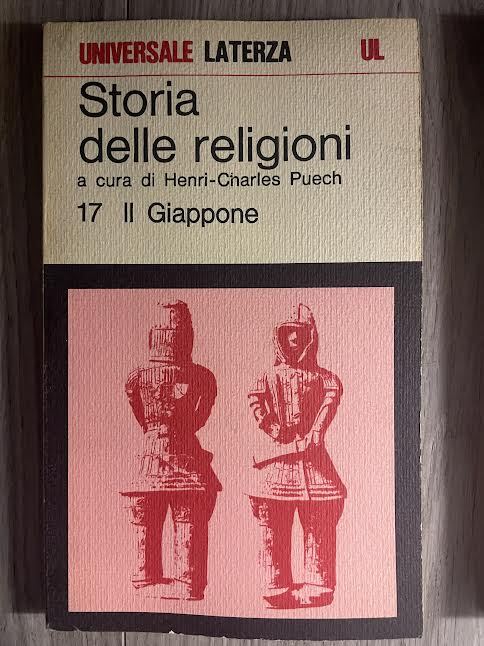 UNIVERSALE LATERZA UL
Storia
delle religioni
a cura di Henri-Charles Puech
17 Il Giappone